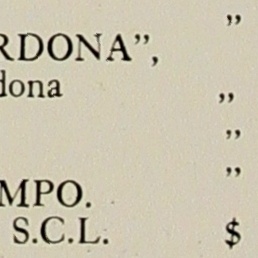 ”
RDONA”,
dona
”
”
”
MPO.
S.C.L. $